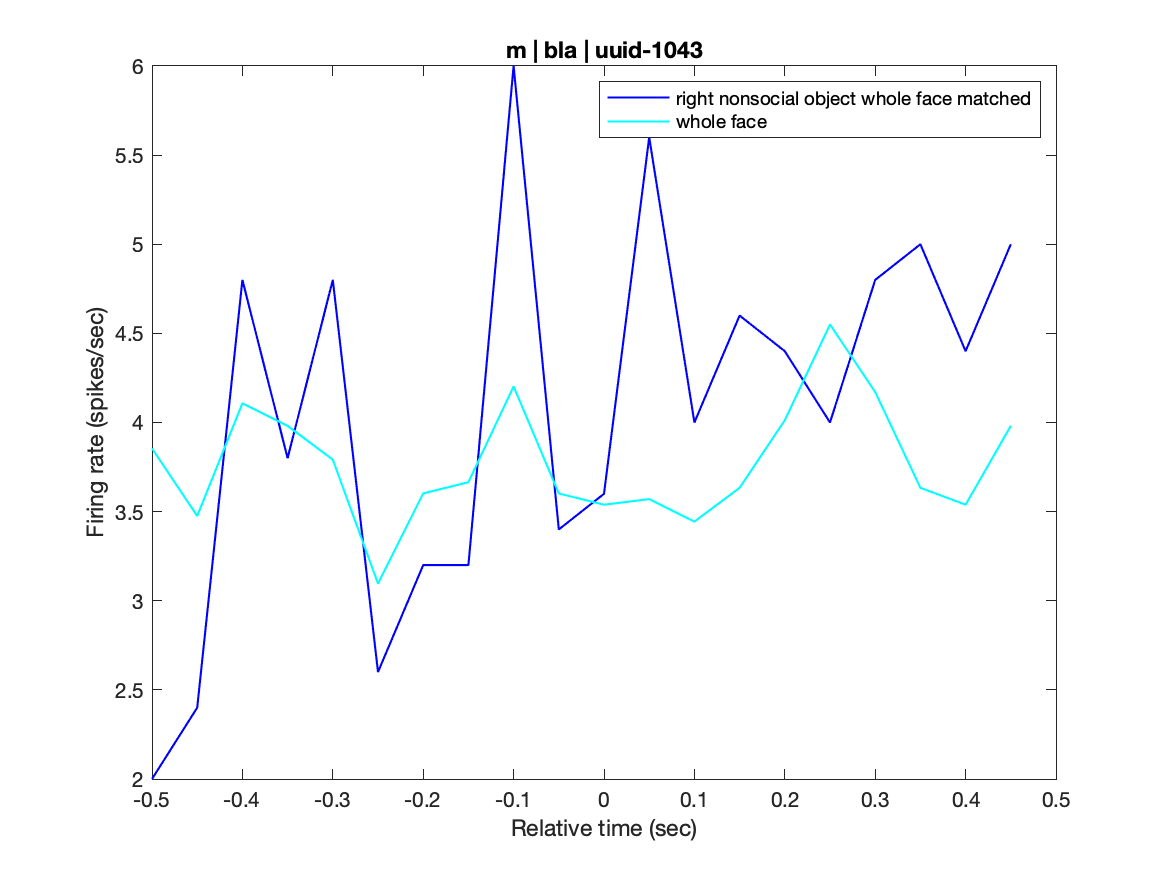 m | bla | uuid-1043
right nonsocial object whole face matched
whole face
6
5.5
5
4.5
4
3.5
3
2.5
2
Firing rate (spikes/sec)
-0.5 -0.4 -0.3 -0.2 -0.1 0 0.1 0.2 0.3 0.4 0.5
Relative time (sec)